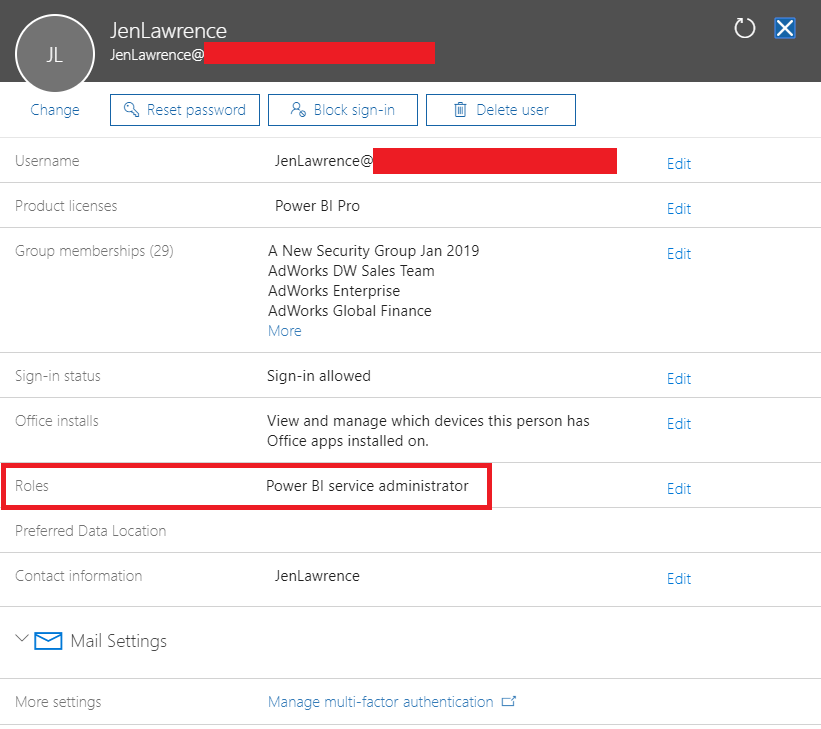 JL
JenLawrence
JenLawrence@
Change
Reset password
Block sign-in
Delete user
Username
JenLawrence@
Edit
Product licenses
Power BI Pro
Edit
Group memberships (29)
A New Security Group Jan 2019
AdWorks DW Sales Team
AdWorks Enterprise
AdWorks Global Finance
More
Edit
Sign-in status
Sign-in allowed
Edit
Office installs
View and manage which devices this person has
Office apps installed on.
Edit
Roles
Power BI service administrator
Edit
Preferred Data Location
Contact information
JenLawrence
Edit
Mail Settings
More settings
Manage multi-factor authentication